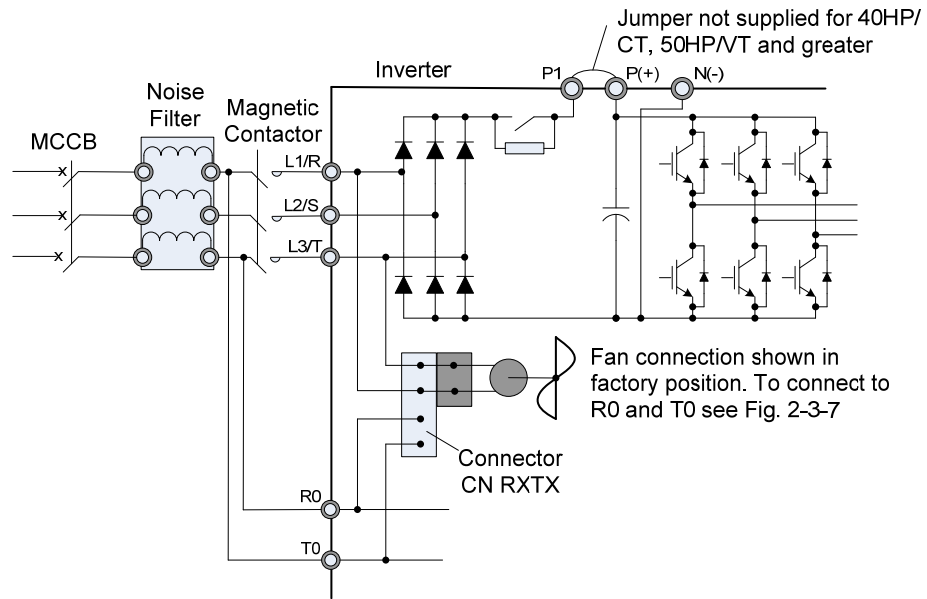 Jumper not supplied for 40HP/
CT, 50HP/VT and greater
Inverter
P1
P(+)
N(-)
Noise
Filter
Magnetic
Contactor
MCCB
L1/R
L2/S
L3/T
Fan connection shown in
factory position. To connect to
R0 and T0 see Fig. 2-3-7
Connector
CN RXTX
R0
T0